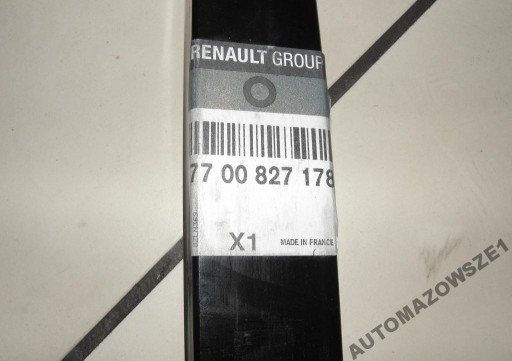 RENAULT GROUP
77 00 827 178
X1
MADE IN FRANCE
AUTOMAZOWSZE1